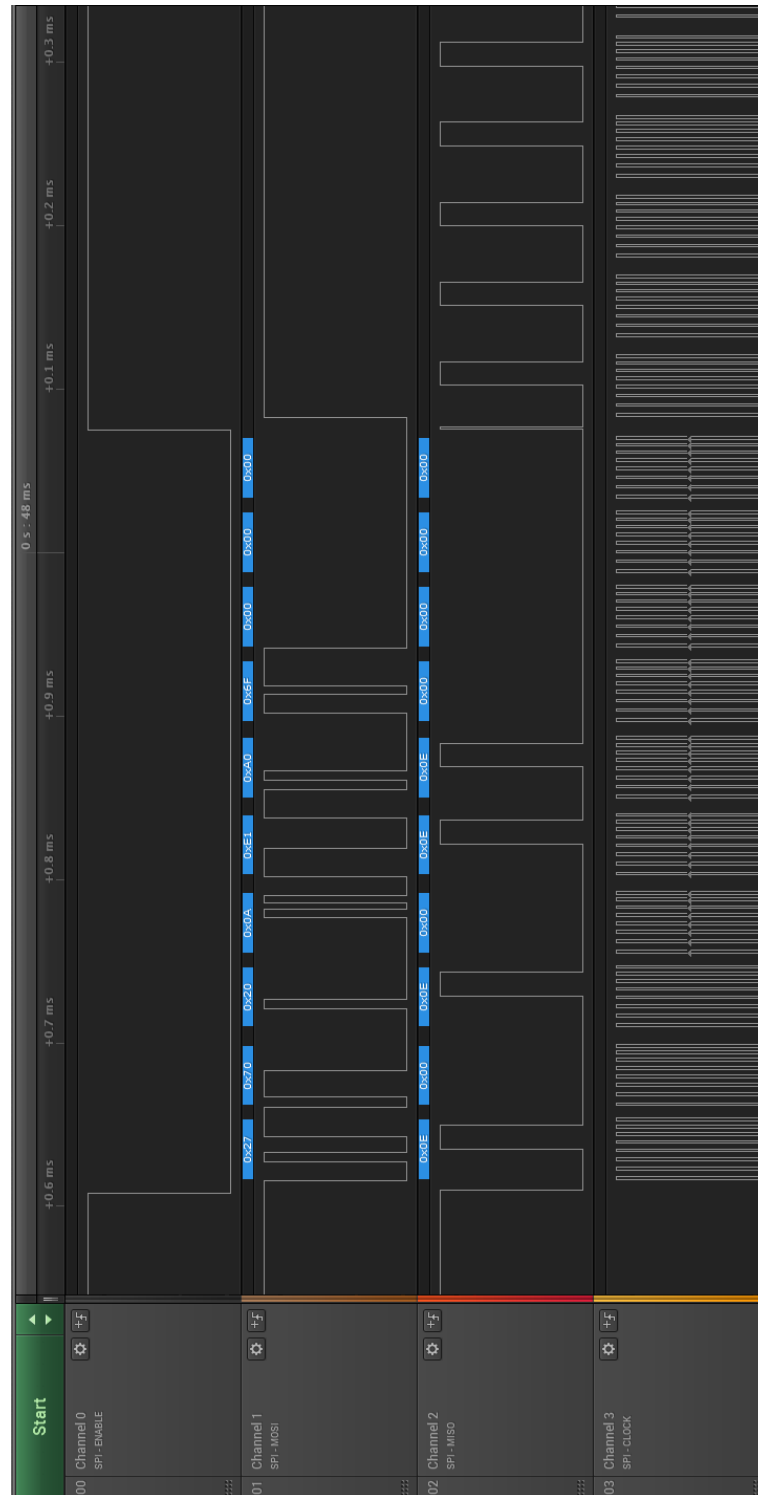 Start
0 s : 48 ms
+0.6 ms +0.7 ms +0.8 ms +0.9 ms +0.1 ms +0.2 ms +0.3 ms
00 Channel 0
SPI - ENABLE
01 Channel 1
SPI - MOSI
0x27 0x70 0x20 0x0A 0xE1 0xA0 0x6F 0x00 0x00 0x00
02 Channel 2
SPI - MISO
0x0E 0x00 0x0E 0x00 0x0E 0x0E 0x00 0x00 0x00 0x00
03 Channel 3
SPI - CLOCK